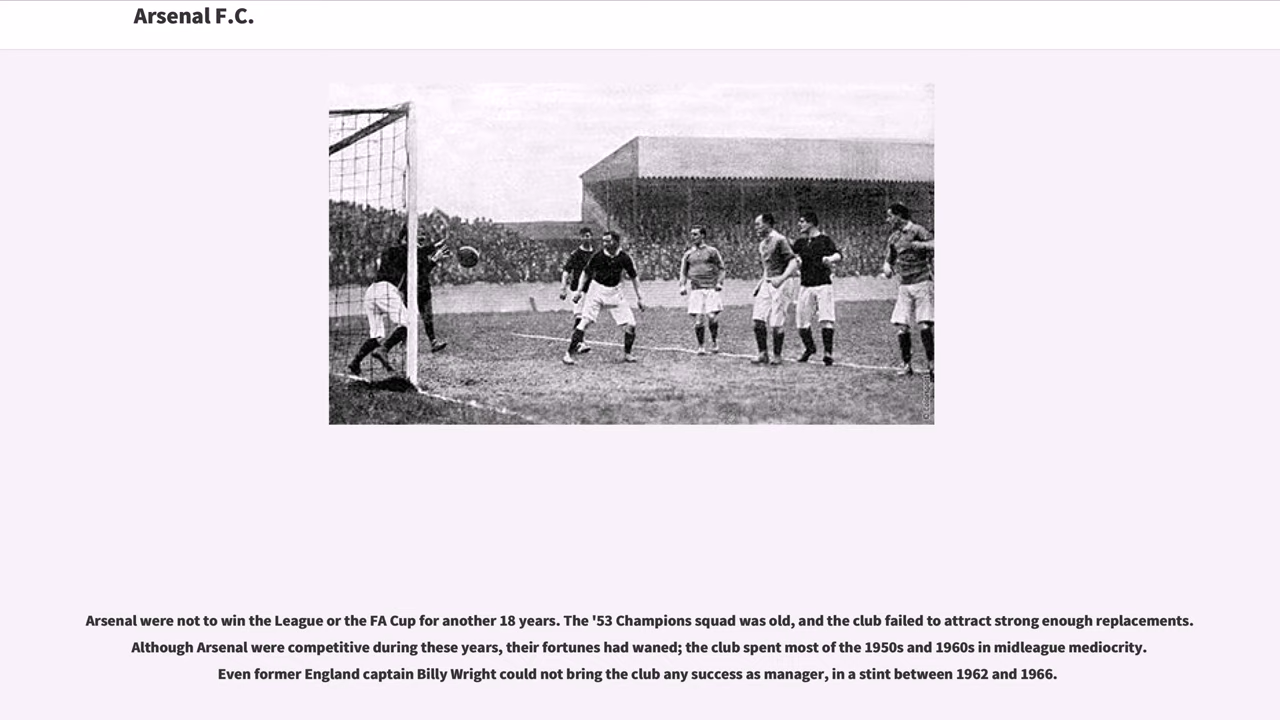 Arsenal F.C.
Arsenal were not to win the League or the FA Cup for another 18 years. The '53 Champions squad was old, and the club failed to attract strong enough replacements.
Although Arsenal were competitive during these years, their fortunes had waned; the club spent most of the 1950s and 1960s in midleague mediocrity.
Even former England captain Billy Wright could not bring the club any success as manager, in a stint between 1962 and 1966.